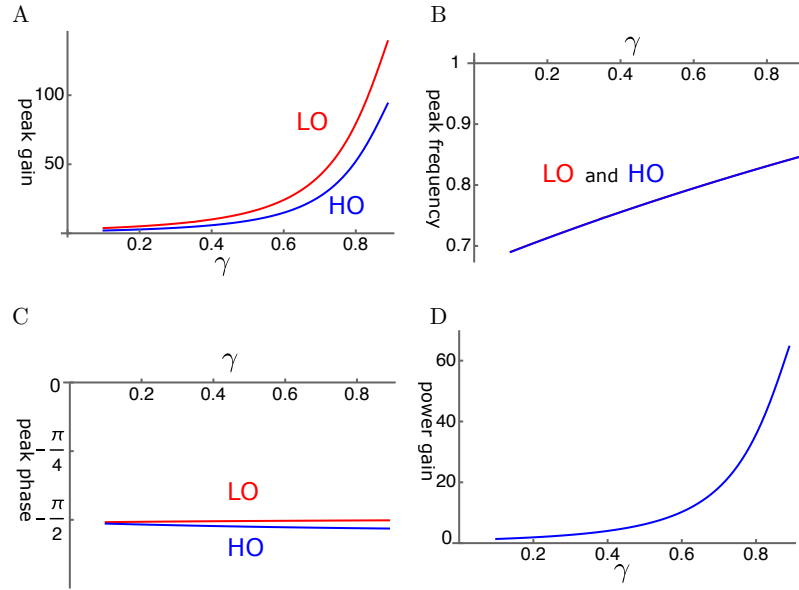 A
peak gain
100
50
LO
HO
0.2 0.4 0.6 0.8
γ
B
γ
1
0.2 0.4 0.6 0.8
peak frequency
0.9
0.8
0.7
LO and HO
C
γ
0
0.2 0.4 0.6 0.8
peak phase
-π/4
-π/2
LO
HO
D
power gain
60
40
20
0
0.2 0.4 0.6 0.8
γ